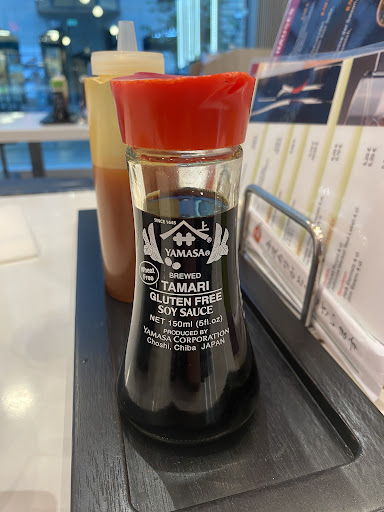 SINCE 1645
上
YAMASA®
Wheat Free
BREWED
TAMARI
GLUTEN FREE
SOY SAUCE
NET 150ml (5fl.oz)
PRODUCED BY
YAMASA CORPORATION
Choshi, Chiba JAPAN